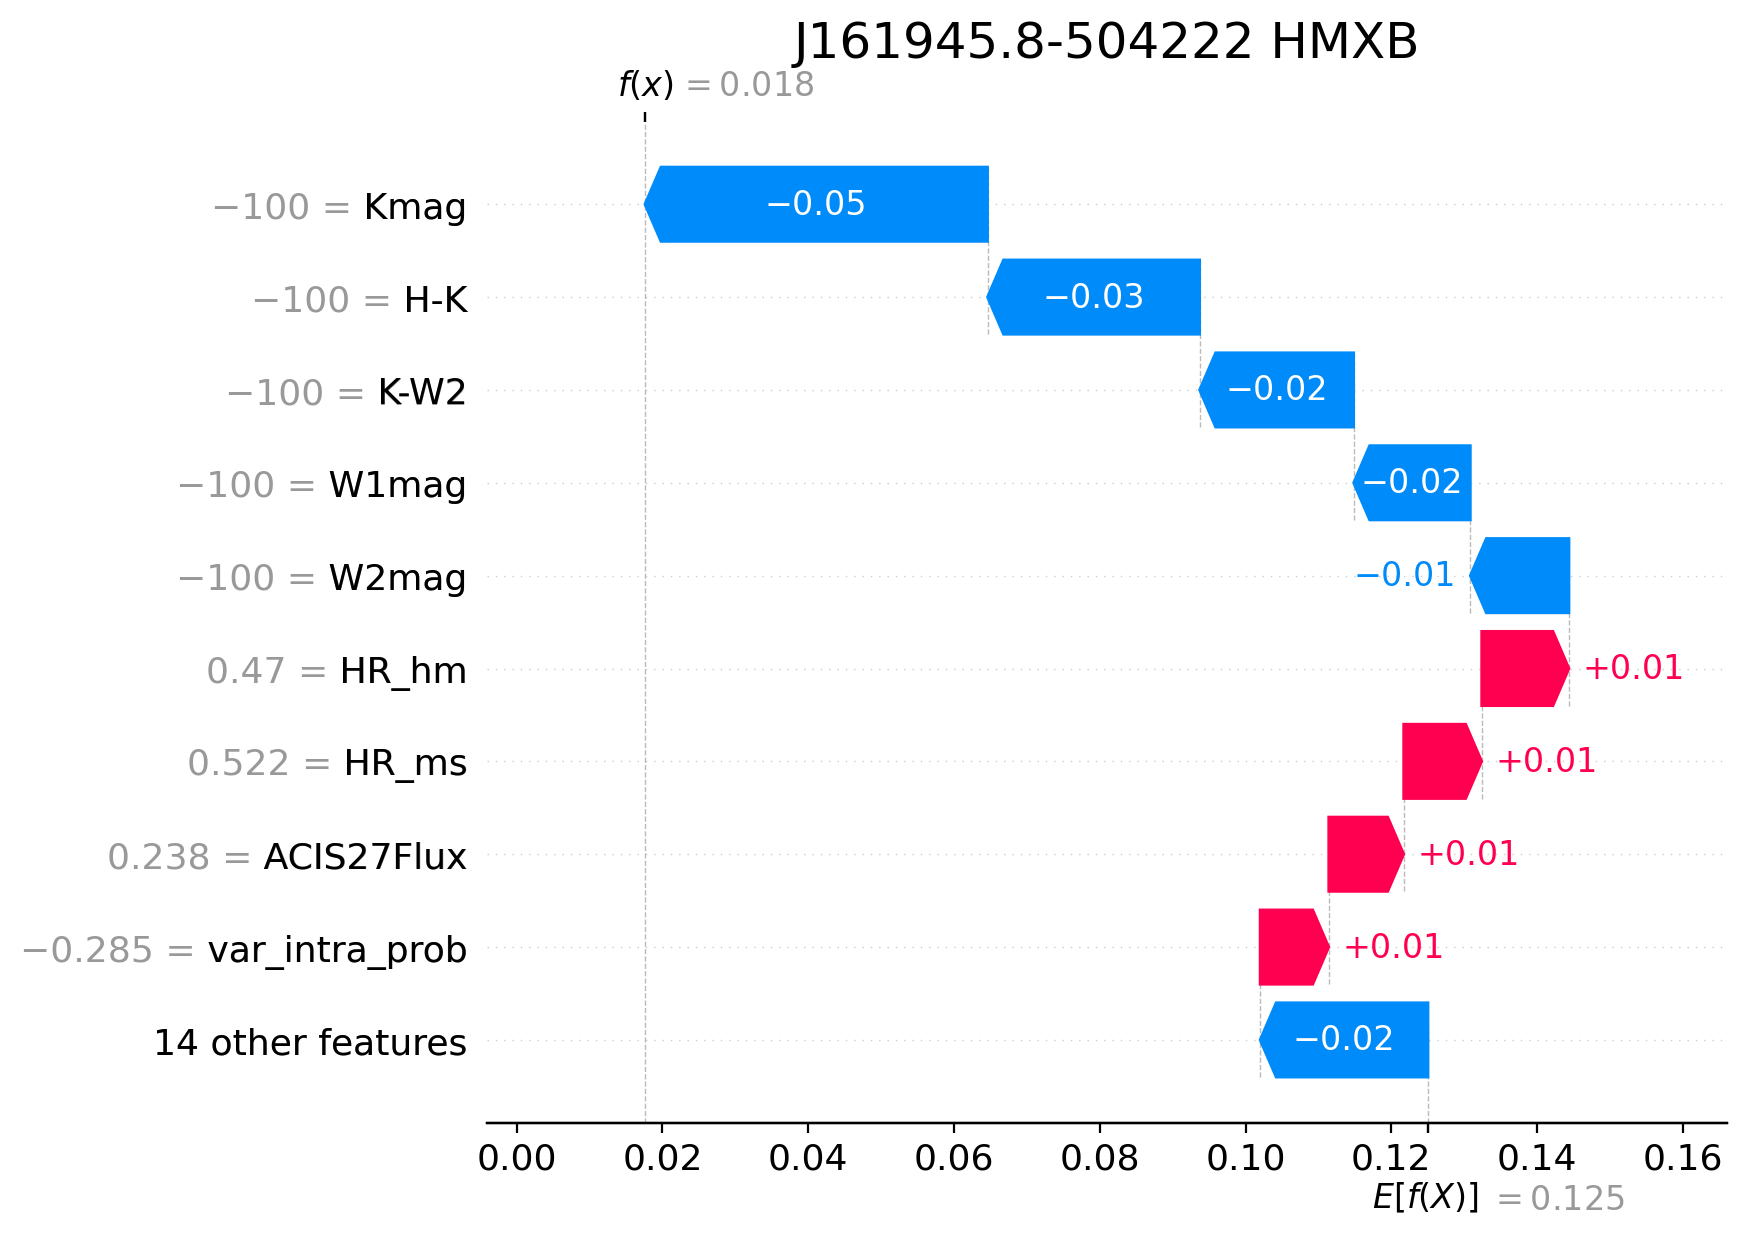 J161945.8-504222 HMXB
f(x) = 0.018
−100 = Kmag
−0.05
−100 = H-K
−0.03
−100 = K-W2
−0.02
−100 = W1mag
−0.02
−100 = W2mag
−0.01
0.47 = HR_hm
+0.01
0.522 = HR_ms
+0.01
0.238 = ACIS27Flux
+0.01
−0.285 = var_intra_prob
+0.01
14 other features
−0.02
0.00 0.02 0.04 0.06 0.08 0.10 0.12 0.14 0.16
E[f(X)] = 0.125